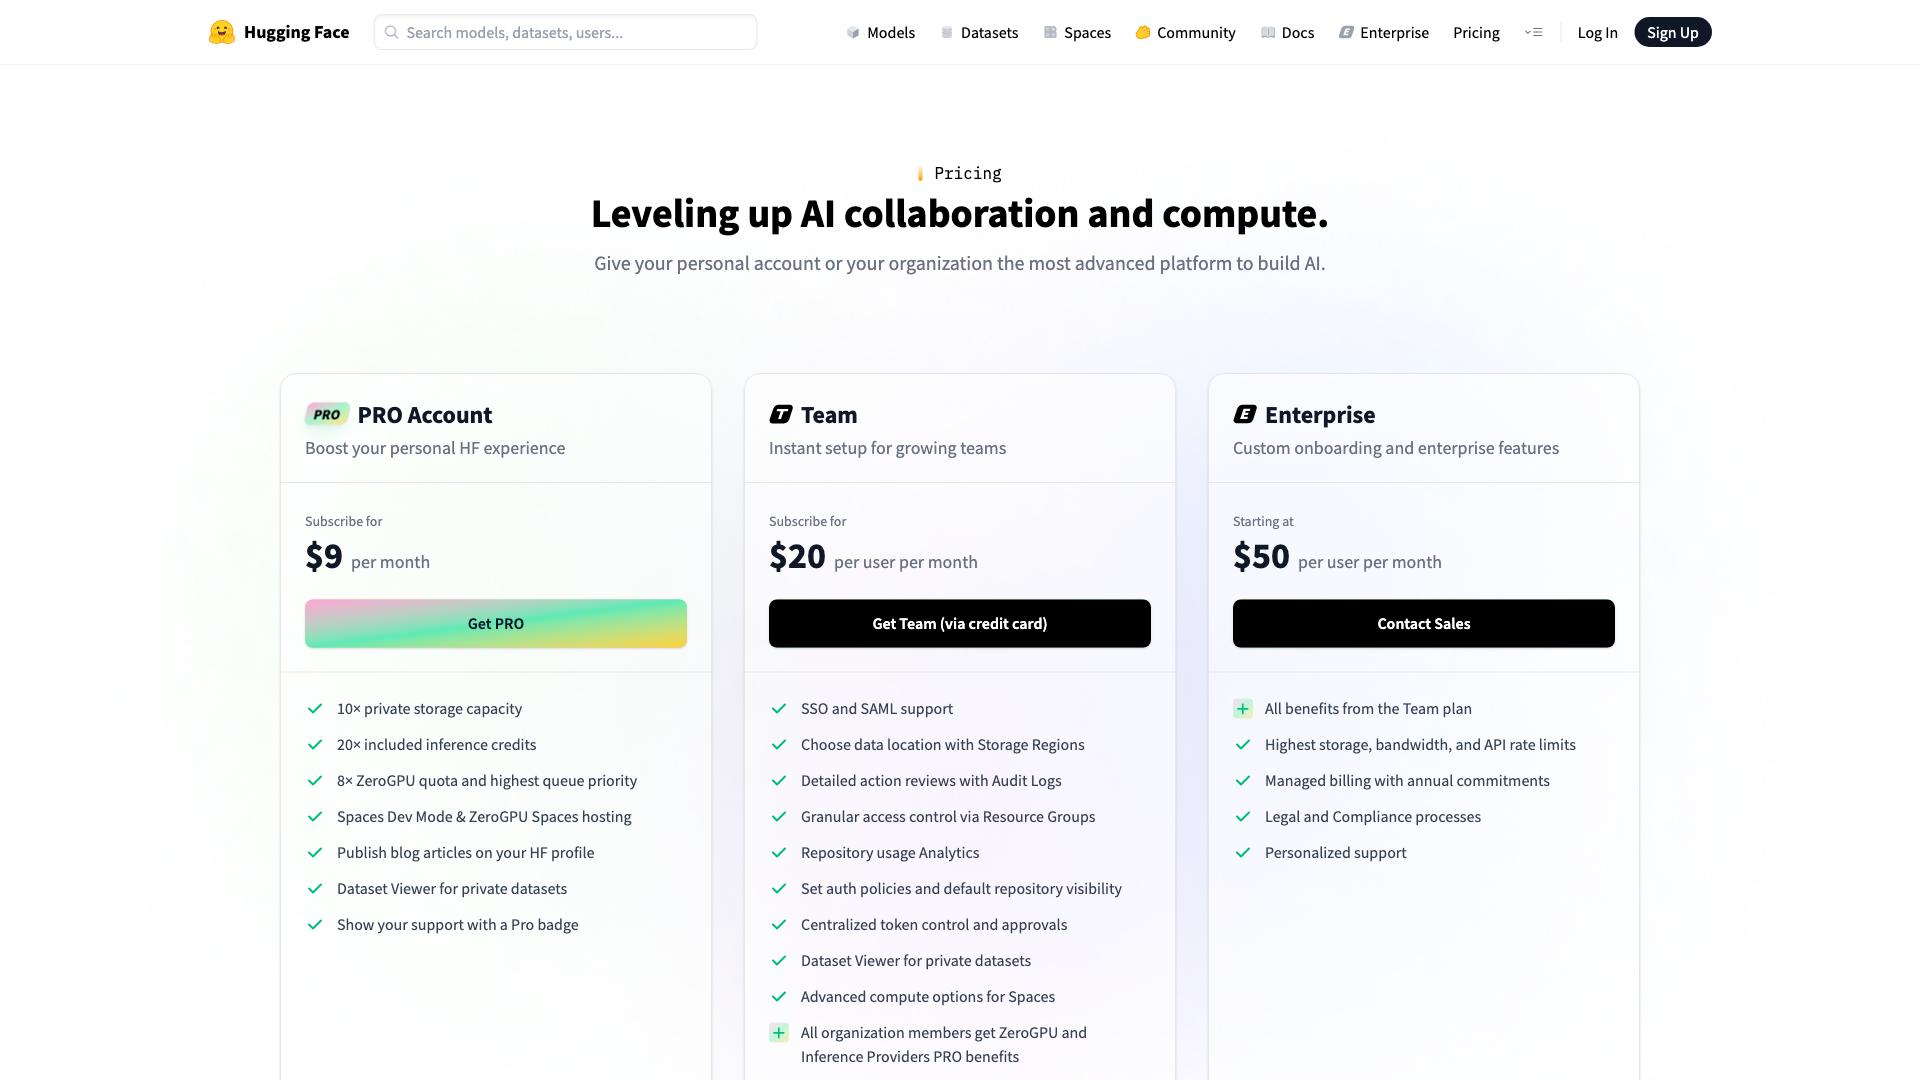 Hugging Face
Search models, datasets, users...
Models
Datasets
Spaces
Community
Docs
Enterprise
Pricing
Log In
Sign Up
Pricing
Leveling up AI collaboration and compute.
Give your personal account or your organization the most advanced platform to build AI.
PRO PRO Account
Boost your personal HF experience
Subscribe for
$9 per month
Get PRO
10× private storage capacity
20× included inference credits
8× ZeroGPU quota and highest queue priority
Spaces Dev Mode & ZeroGPU Spaces hosting
Publish blog articles on your HF profile
Dataset Viewer for private datasets
Show your support with a Pro badge
T Team
Instant setup for growing teams
Subscribe for
$20 per user per month
Get Team (via credit card)
SSO and SAML support
Choose data location with Storage Regions
Detailed action reviews with Audit Logs
Granular access control via Resource Groups
Repository usage Analytics
Set auth policies and default repository visibility
Centralized token control and approvals
Dataset Viewer for private datasets
Advanced compute options for Spaces
All organization members get ZeroGPU and
Inference Providers PRO benefits
E Enterprise
Custom onboarding and enterprise features
Starting at
$50 per user per month
Contact Sales
All benefits from the Team plan
Highest storage, bandwidth, and API rate limits
Managed billing with annual commitments
Legal and Compliance processes
Personalized support